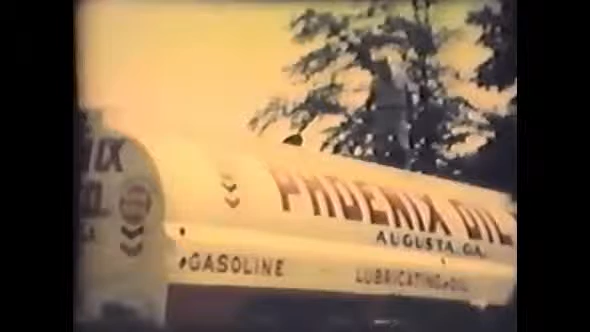 PHOENIX OIL
AUGUSTA, GA.
GASOLINE
LUBRICATING OIL